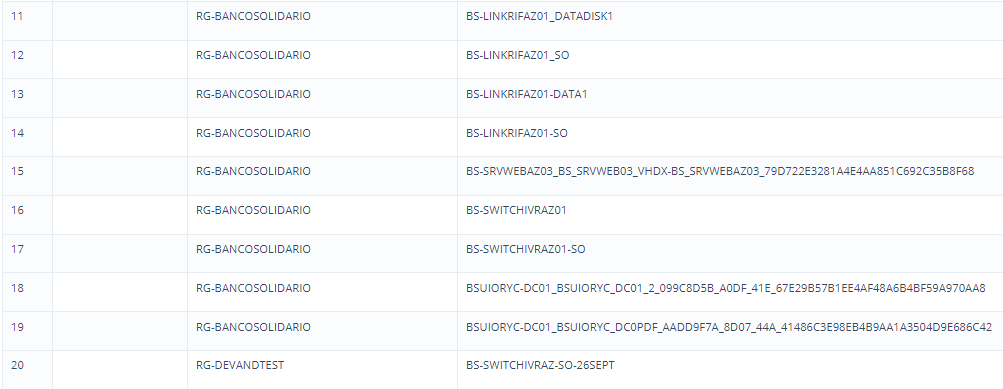 11 RG-BANCOSOLIDARIO BS-LINKRIFAZ01_DATADISK1
12 RG-BANCOSOLIDARIO BS-LINKRIFAZ01_SO
13 RG-BANCOSOLIDARIO BS-LINKRIFAZ01-DATA1
14 RG-BANCOSOLIDARIO BS-LINKRIFAZ01-SO
15 RG-BANCOSOLIDARIO BS-SRVWEBAZ03_BS_SRVWEB03_VHDX-BS_SRVWEBAZ03_79D722E3281A4E4AA851C692C35B8F68
16 RG-BANCOSOLIDARIO BS-SWITCHIVRAZ01
17 RG-BANCOSOLIDARIO BS-SWITCHIVRAZ01-SO
18 RG-BANCOSOLIDARIO BSUIORYC-DC01_BSUIORYC_DC01_2_099C8D5B_A0DF_41E_67E29B57B1EE4AF48A6B4BF59A970AA8
19 RG-BANCOSOLIDARIO BSUIORYC-DC01_BSUIORYC_DC0PDF_AADD9F7A_8D07_44A_41486C3E98EB4B9AA1A3504D9E686C42
20 RG-DEVANDTEST BS-SWITCHIVRAZ-SO-26SEPT